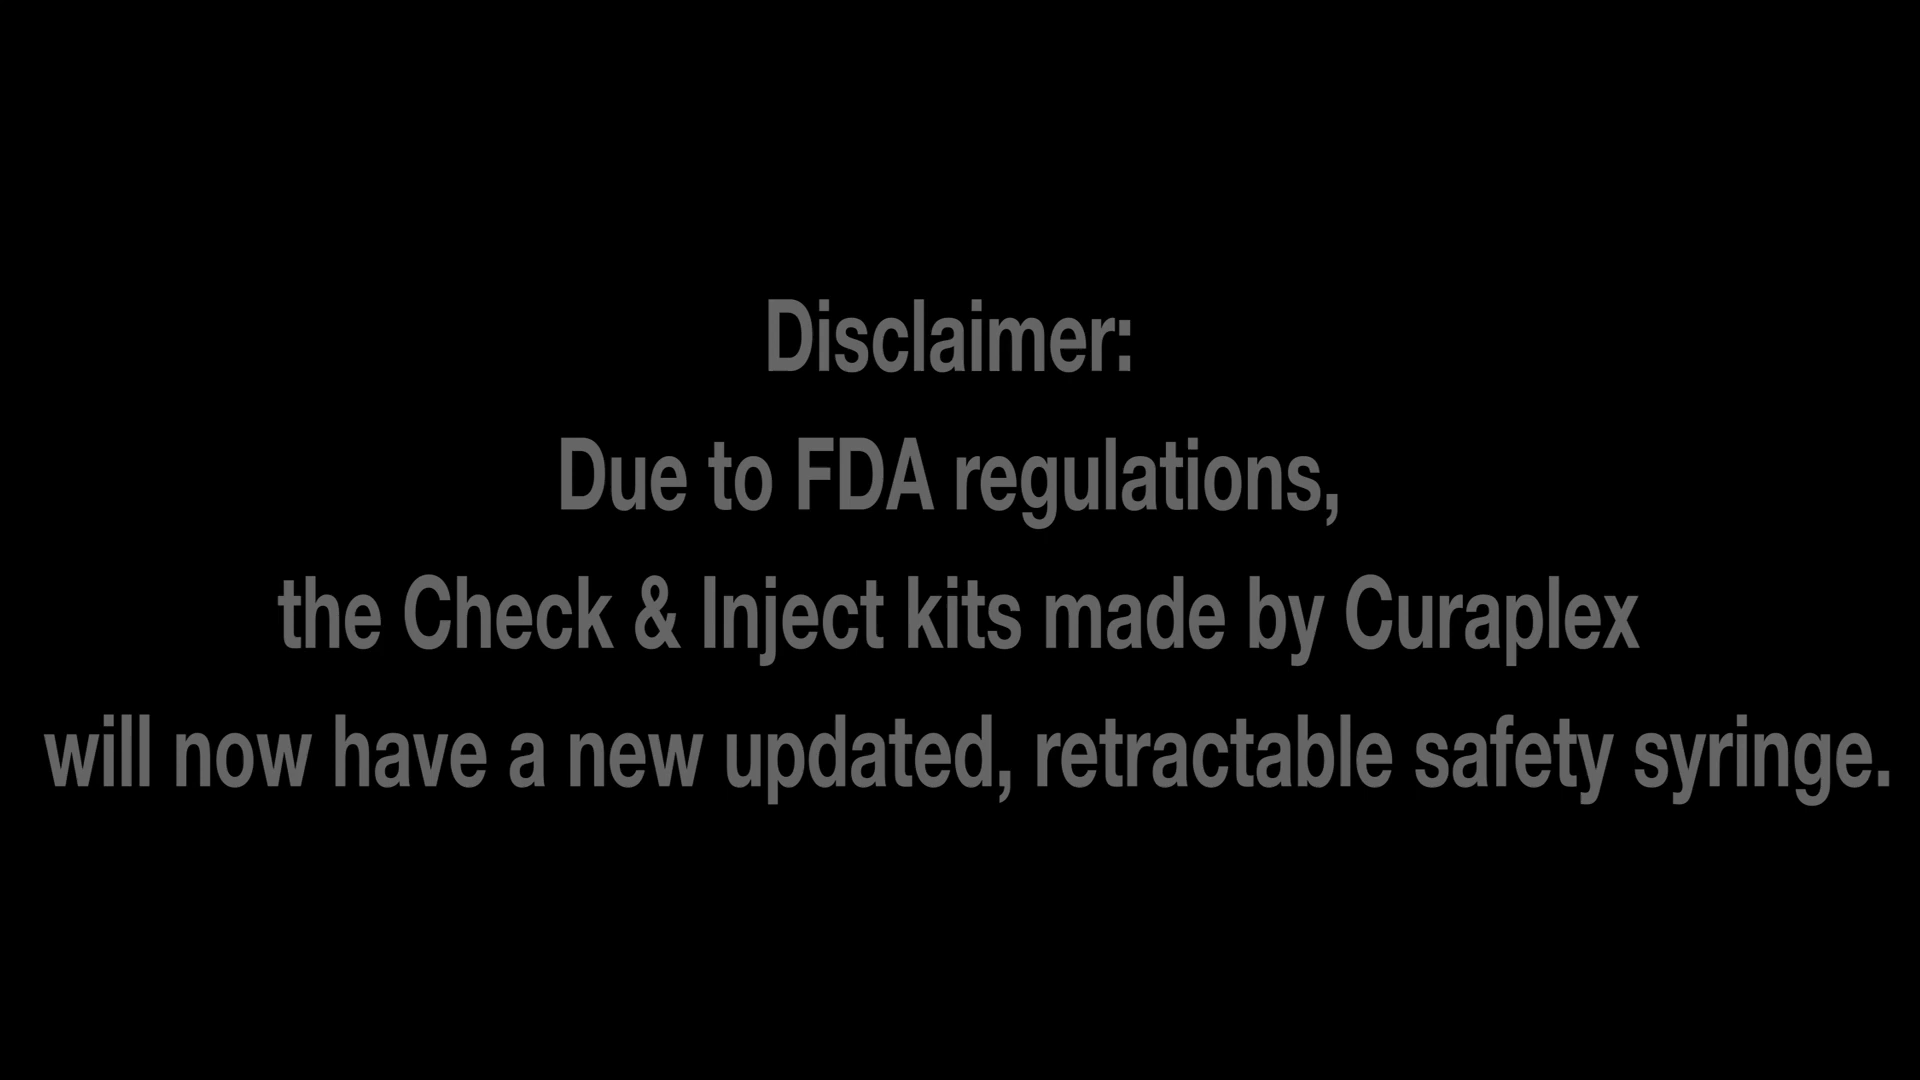 Disclaimer:
Due to FDA regulations,
the Check & Inject kits made by Curaplex
will now have a new updated, retractable safety syringe.